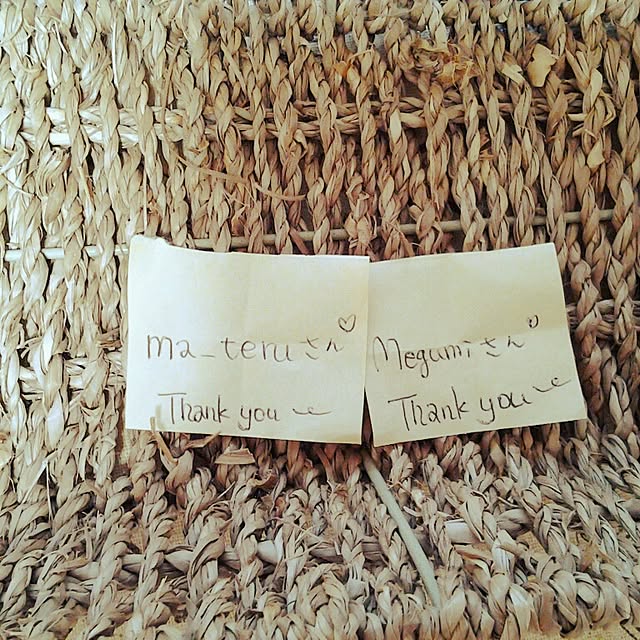 ma_teruさん♡
Thank you
Megumiさん♡
Thank you